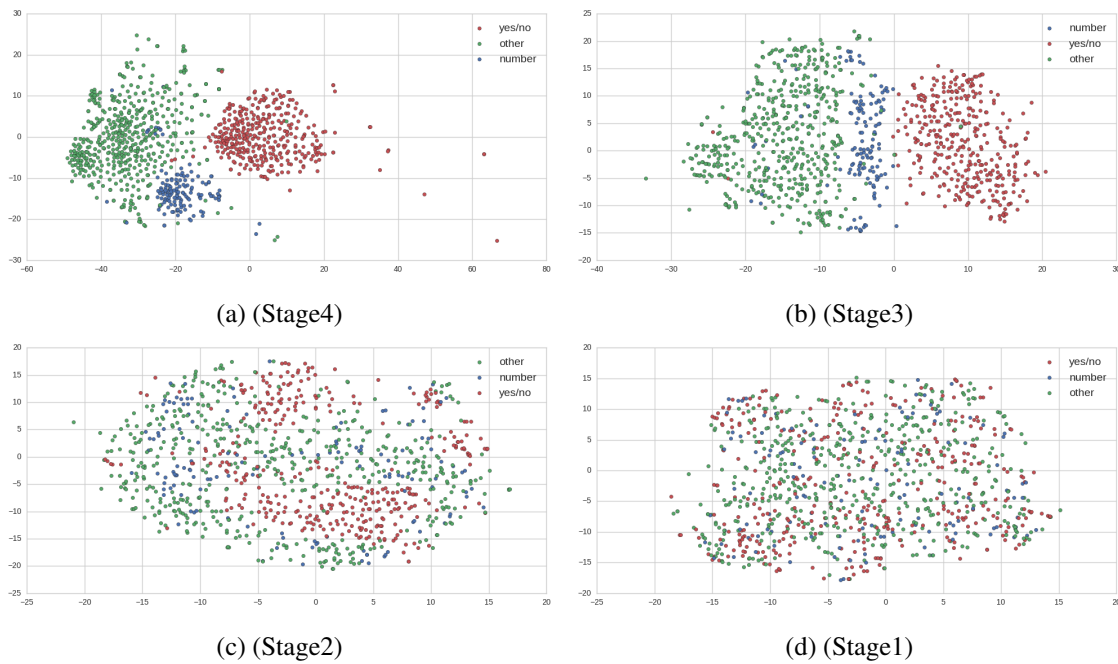 yes/no
other
number
30
20
10
0
−10
−20
−30
−60 −40 −20 0 20 40 60 80
(a) (Stage4)
number
yes/no
other
25
20
15
10
5
0
−5
−10
−15
−20
−40 −30 −20 −10 0 10 20 30
(b) (Stage3)
other
number
yes/no
20
15
10
5
0
−5
−10
−15
−20
−25
−25 −20 −15 −10 −5 0 5 10 15 20
(c) (Stage2)
yes/no
number
other
20
15
10
5
0
−5
−10
−15
−20
−25 −20 −15 −10 −5 0 5 10 15 20
(d) (Stage1)